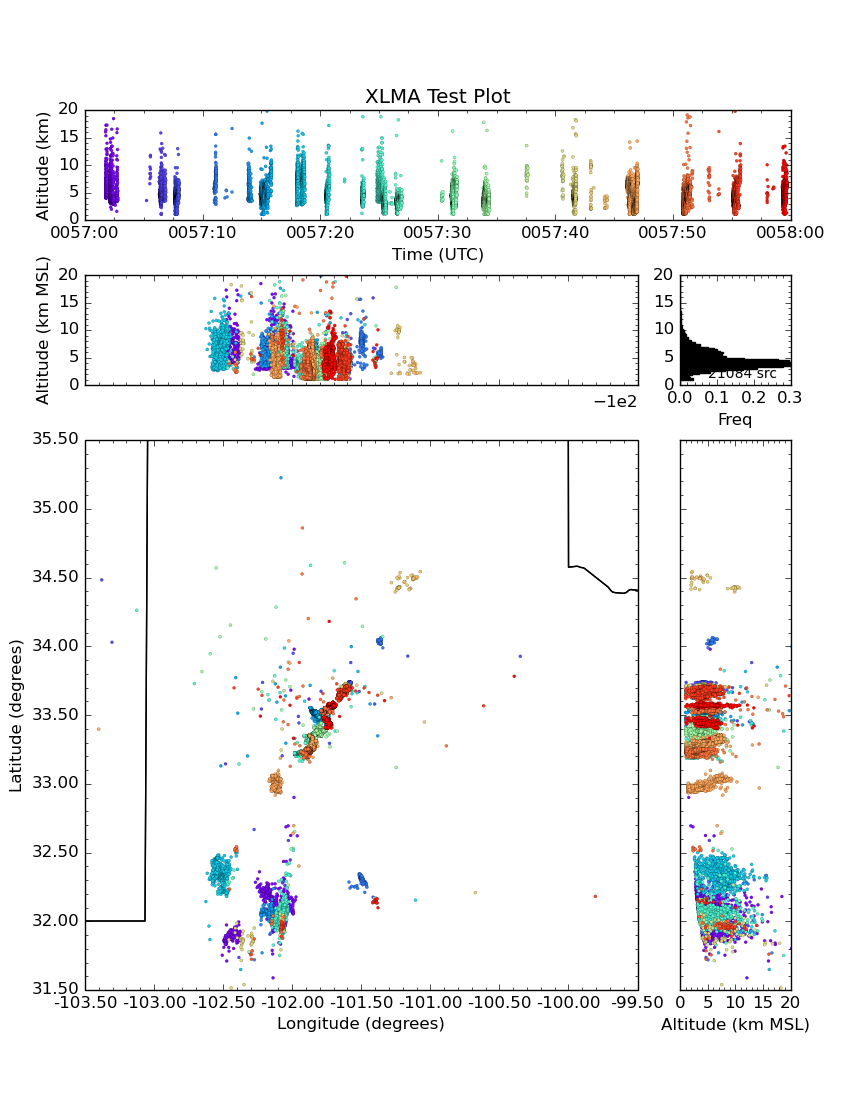 XLMA Test Plot
Altitude (km)
20
15
10
5
0
0057:00 0057:10 0057:20 0057:30 0057:40 0057:50 0058:00
Time (UTC)
Altitude (km MSL)
20
15
10
5
0
−1e2
20
15
10
5
0
21084 src
0.0 0.1 0.2 0.3
Freq
Latitude (degrees)
35.50
35.00
34.50
34.00
33.50
33.00
32.50
32.00
31.50
-103.50 -103.00 -102.50 -102.00 -101.50 -101.00 -100.50 -100.00 -99.50
Longitude (degrees)
0 5 10 15 20
Altitude (km MSL)